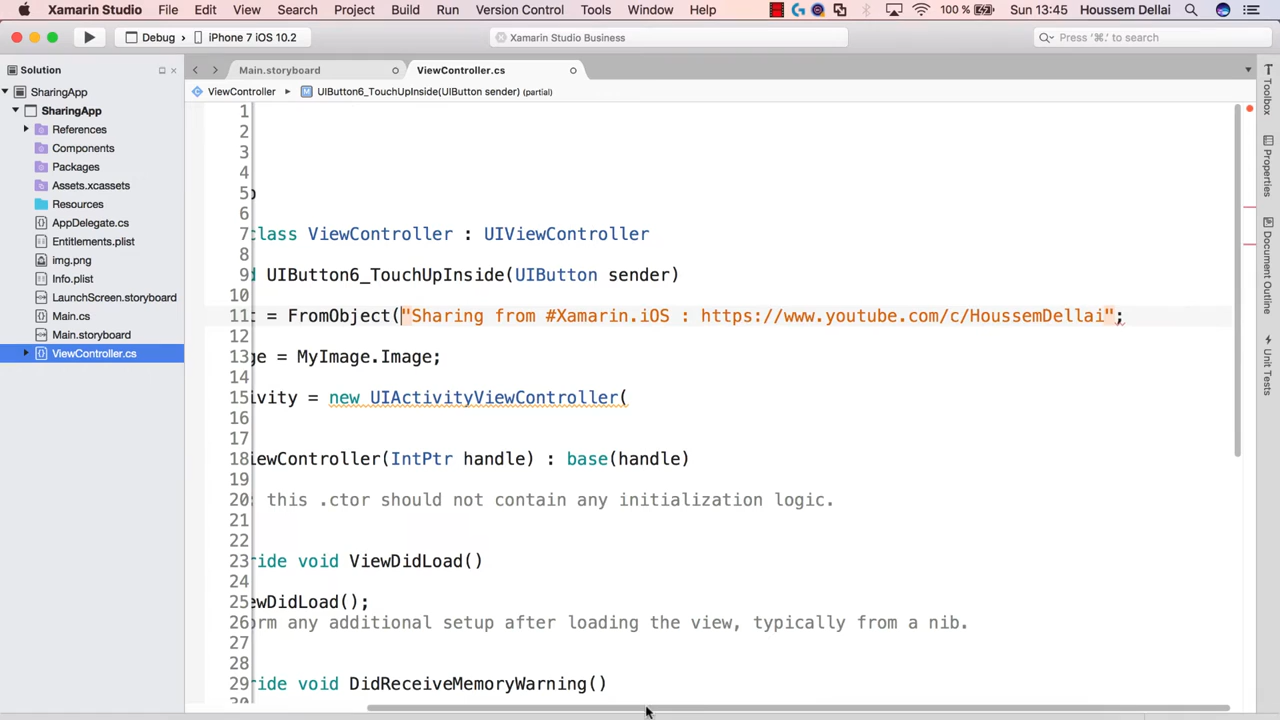 Xamarin Studio File Edit View Search Project Build Run Version Control Tools Window Help 100 % Sun 13:45 Houssem Dellai
Debug iPhone 7 iOS 10.2 Xamarin Studio Business Press '⌘.' to search
Solution Main.storyboard ViewController.cs
SharingApp ViewController UIButton6_TouchUpInside(UIButton sender) (partial)
SharingApp
References
Components
Packages
Assets.xcassets
Resources
AppDelegate.cs
Entitlements.plist
img.png
Info.plist
LaunchScreen.storyboard
Main.cs
Main.storyboard
ViewController.cs
1
2
3
4
5
6
7 class ViewController : UIViewController
8
9 UIButton6_TouchUpInside(UIButton sender)
10
11 = FromObject("Sharing from #Xamarin.iOS : https://www.youtube.com/c/HoussemDellai";
12
13 ge = MyImage.Image;
14
15 ivity = new UIActivityViewController(
16
17
18 iewController(IntPtr handle) : base(handle)
19
20 : this .ctor should not contain any initialization logic.
21
22
23 ride void ViewDidLoad()
24
25 ewDidLoad();
26 orm any additional setup after loading the view, typically from a nib.
27
28
29 ride void DidReceiveMemoryWarning()
Toolbox
Properties
Document Outline
Unit Tests